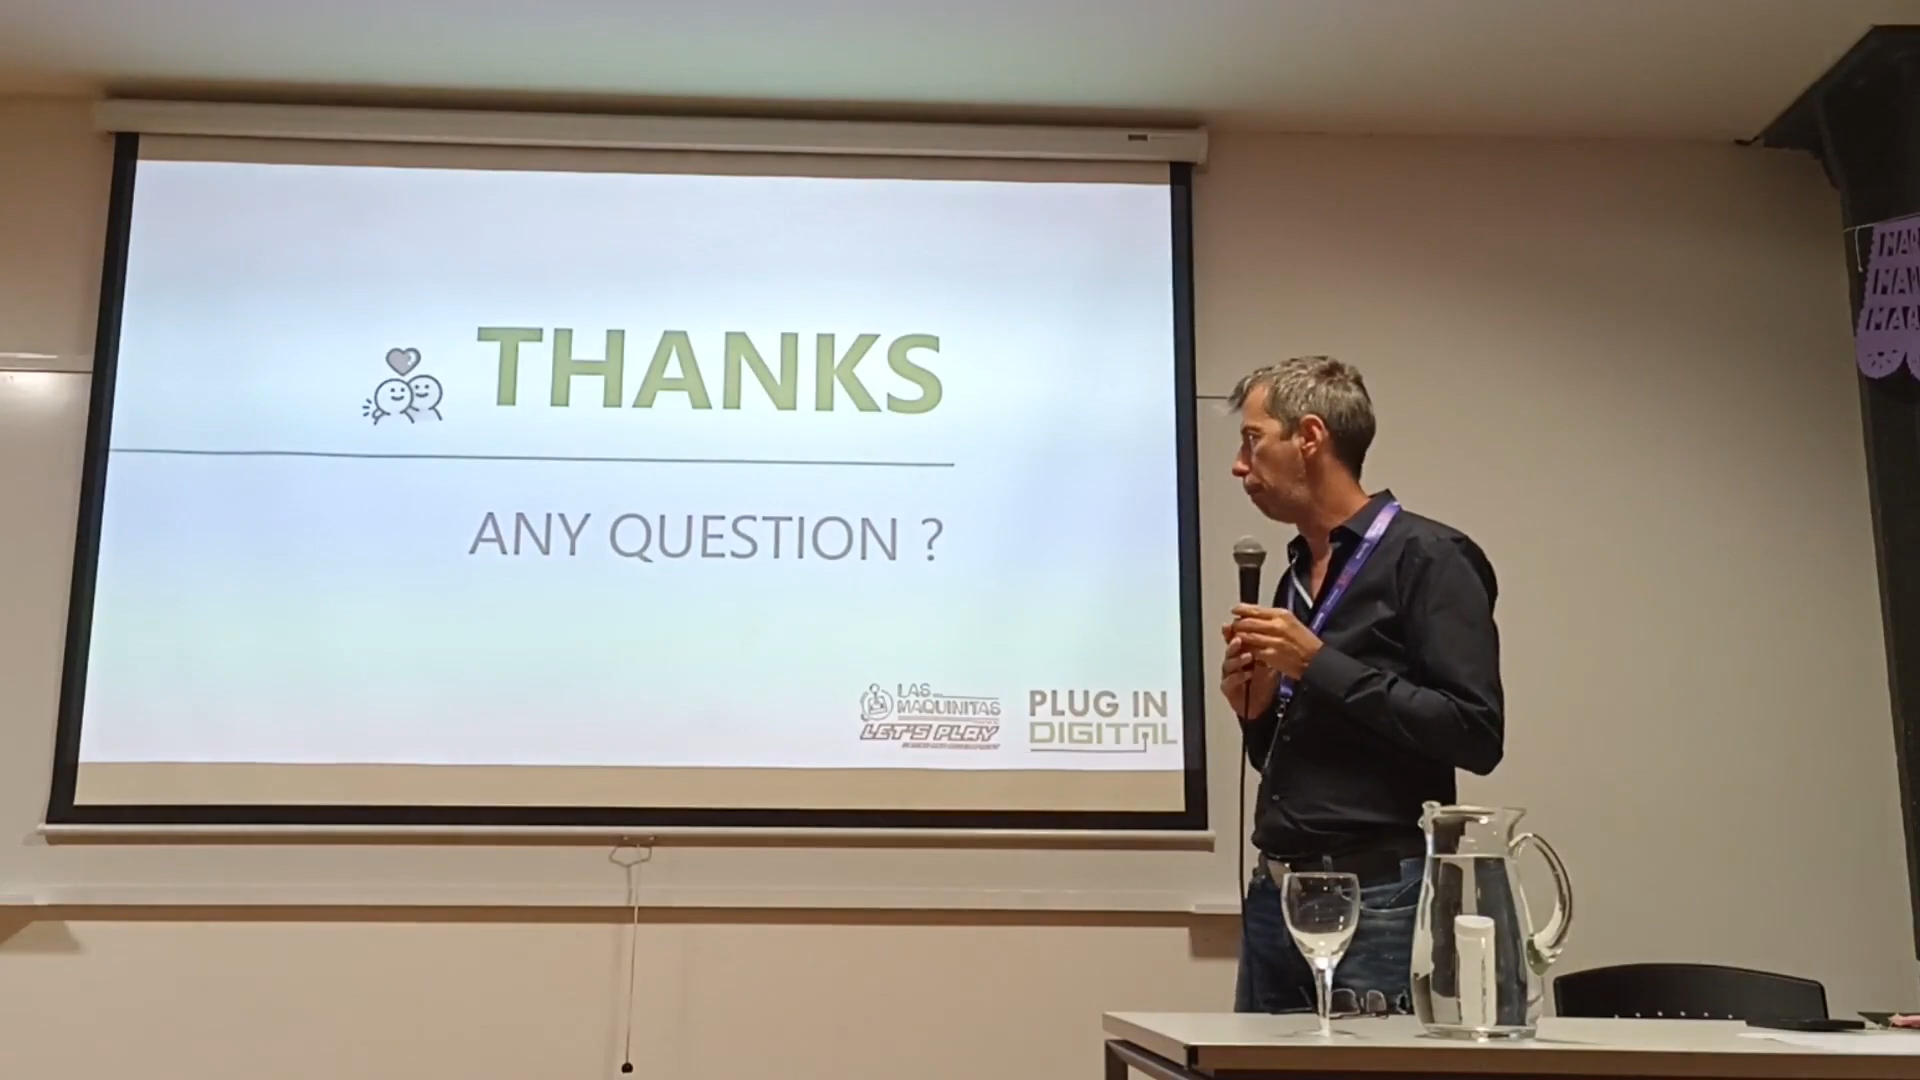 THANKS
ANY QUESTION ?
LAS
MAQUINITAS
LET'S PLAY
PLUG IN
DIGITAL